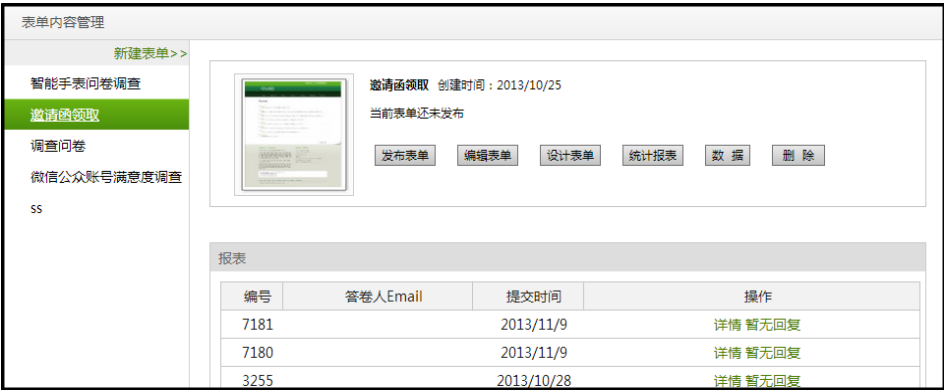 表单内容管理
新建表单>>
智能手表问卷调查
邀请函领取
调查问卷
微信公众账号满意度调查
ss
邀请函领取 创建时间：2013/10/25
当前表单还未发布
发布表单 编辑表单 设计表单 统计报表 数 据 删 除
报表
编号 答卷人Email 提交时间 操作
7181 2013/11/9 详情 暂无回复
7180 2013/11/9 详情 暂无回复
3255 2013/10/28 详情 暂无回复